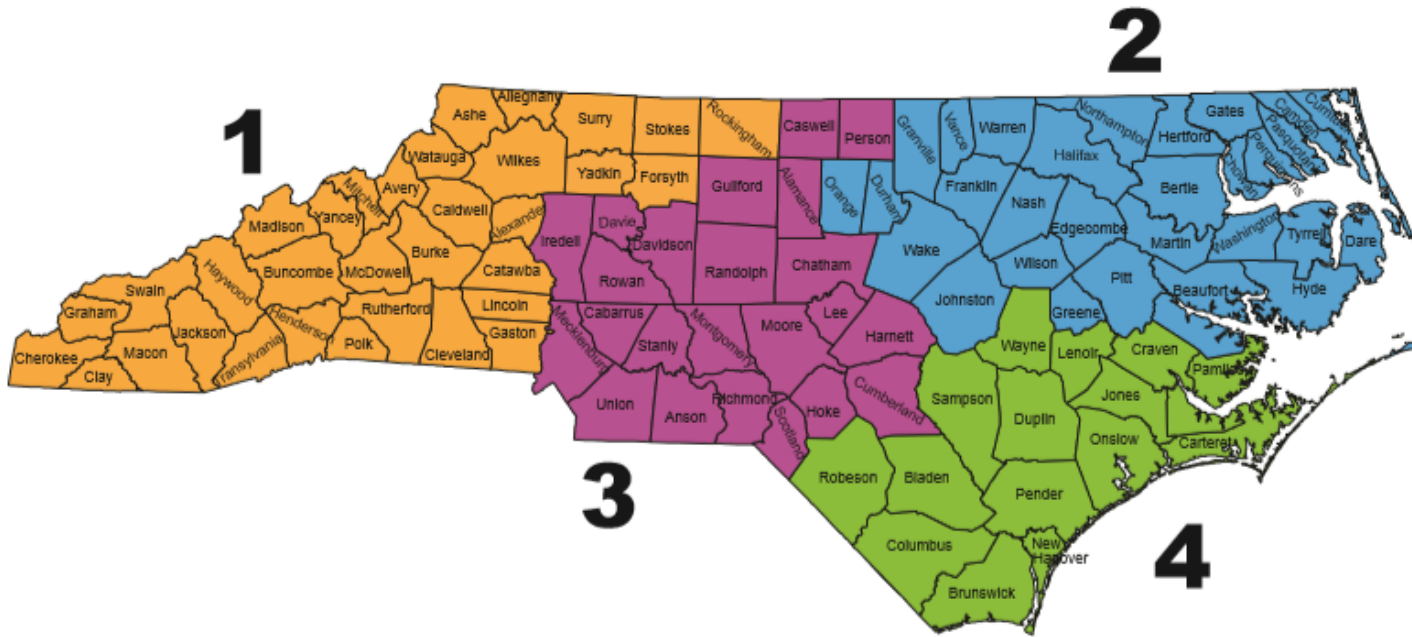 1
2
3
4
Ashe
Alleghany
Surry
Stokes
Rockingham
Caswell
Person
Granville
Vance
Warren
Northampton
Hertford
Gates
Camden
Pasquotank
Perquimans
Chowan
Watauga
Wilkes
Yadkin
Forsyth
Guilford
Alamance
Orange
Durham
Franklin
Halifax
Bertie
Mitchell
Avery
Caldwell
Alexander
Iredell
Davie
Davidson
Randolph
Chatham
Wake
Nash
Edgecombe
Martin
Washington
Tyrrell
Dare
Madison
Yancey
Burke
Catawba
Rowan
Wilson
Pitt
Beaufort
Hyde
Haywood
Buncombe
McDowell
Lincoln
Johnston
Greene
Swain
Rutherford
Gaston
Mecklenburg
Cabarrus
Stanly
Montgomery
Moore
Lee
Harnett
Wayne
Lenoir
Craven
Pamlico
Graham
Jackson
Henderson
Polk
Cleveland
Cherokee
Macon
Clay
Transylvania
Union
Anson
Richmond
Scotland
Hoke
Cumberland
Sampson
Duplin
Jones
Onslow
Carteret
Robeson
Bladen
Pender
Columbus
New
Hanover
Brunswick